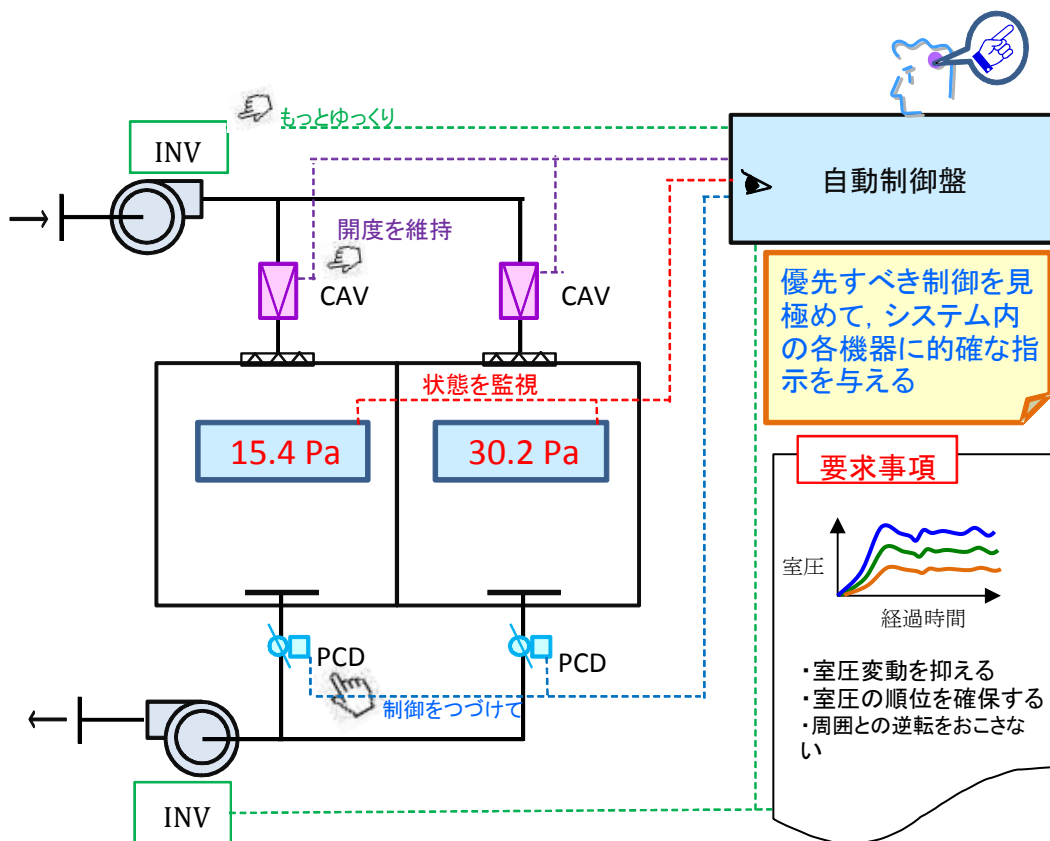 もっとゆっくり
INV
自動制御盤
開度を維持
CAV
CAV
優先すべき制御を見
極めて，システム内
の各機器に的確な指
示を与える
状態を監視
15.4 Pa
30.2 Pa
要求事項
室圧
経過時間
PCD
PCD
制御をつづけて
・室圧変動を抑える
・室圧の順位を確保する
・周囲との逆転をおこさな
い
INV